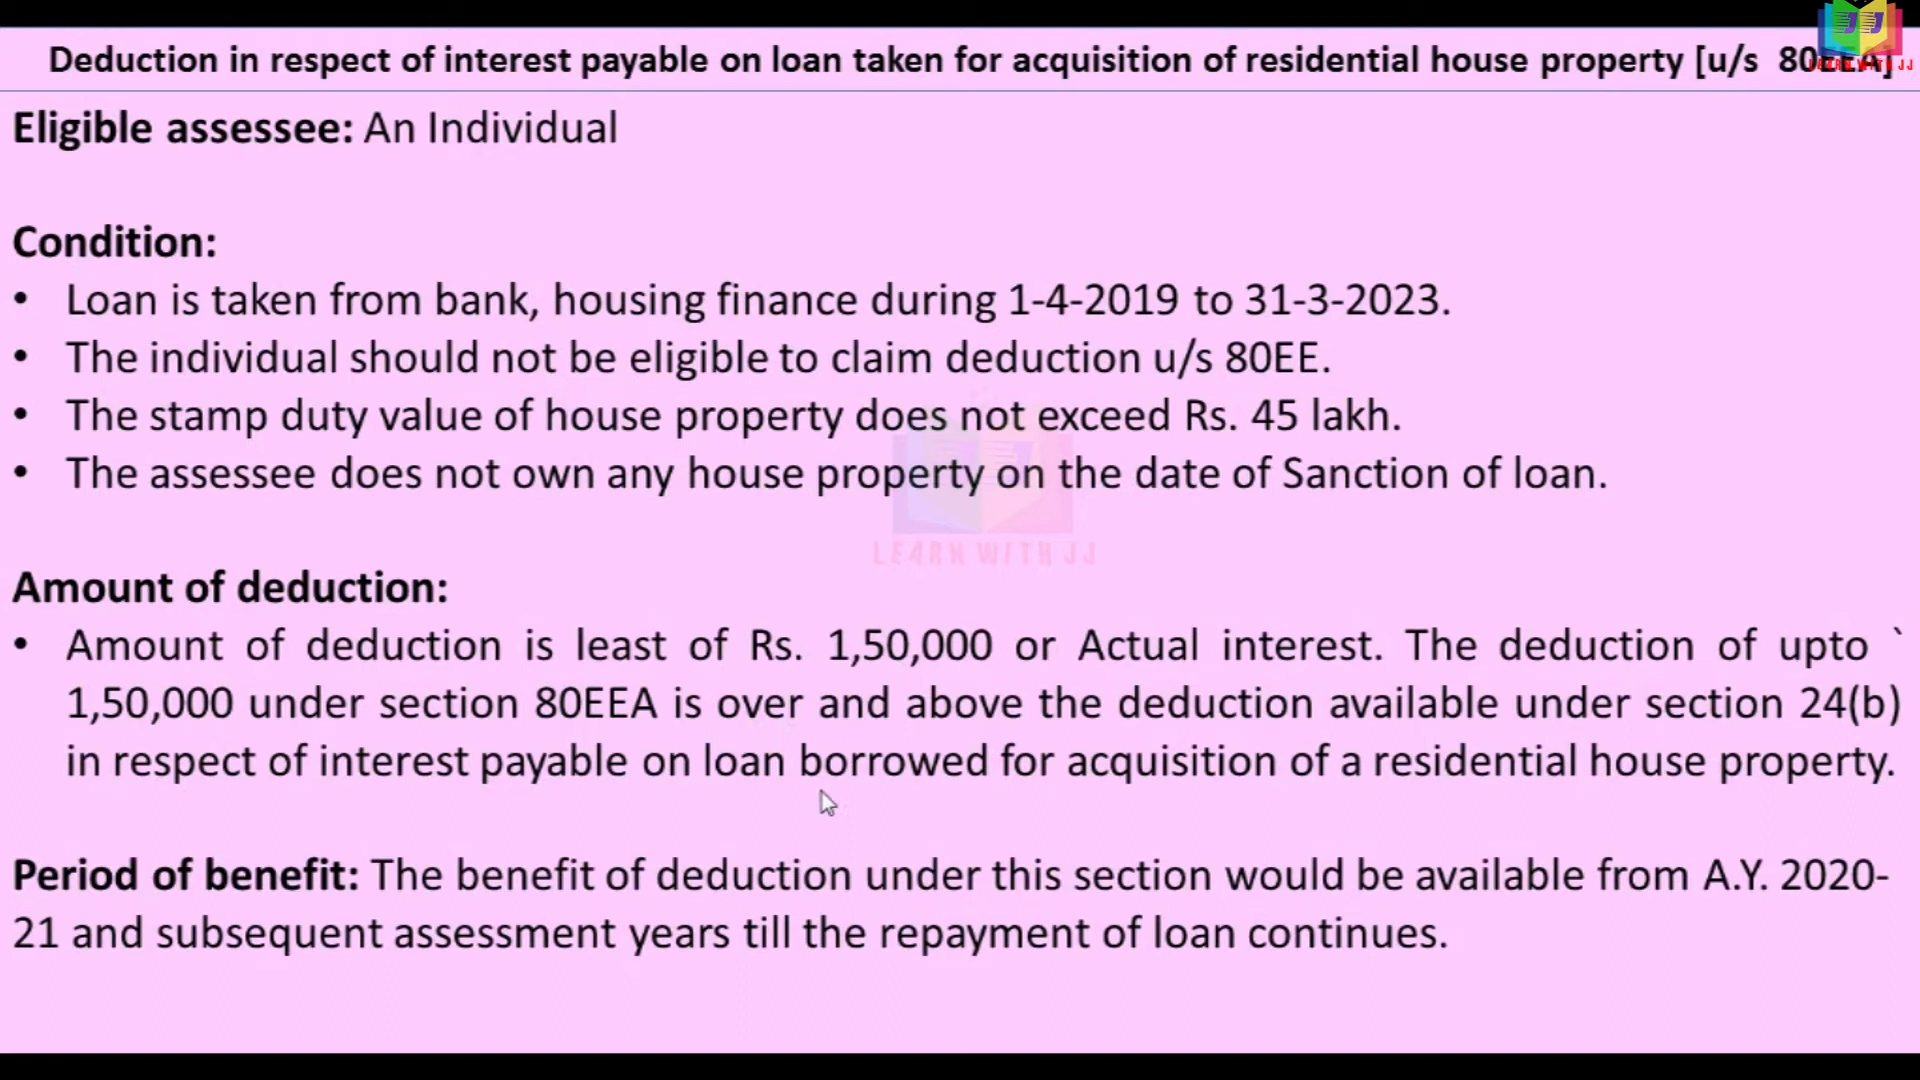 Deduction in respect of interest payable on loan taken for acquisition of residential house property [u/s 80EEA]
LEARN WITH JJ
Eligible assessee: An Individual
Condition:
• Loan is taken from bank, housing finance during 1-4-2019 to 31-3-2023.
• The individual should not be eligible to claim deduction u/s 80EE.
• The stamp duty value of house property does not exceed Rs. 45 lakh.
• The assessee does not own any house property on the date of Sanction of loan.
LEARN WITH JJ
Amount of deduction:
• Amount of deduction is least of Rs. 1,50,000 or Actual interest. The deduction of upto `
1,50,000 under section 80EEA is over and above the deduction available under section 24(b)
in respect of interest payable on loan borrowed for acquisition of a residential house property.
Period of benefit: The benefit of deduction under this section would be available from A.Y. 2020-
21 and subsequent assessment years till the repayment of loan continues.